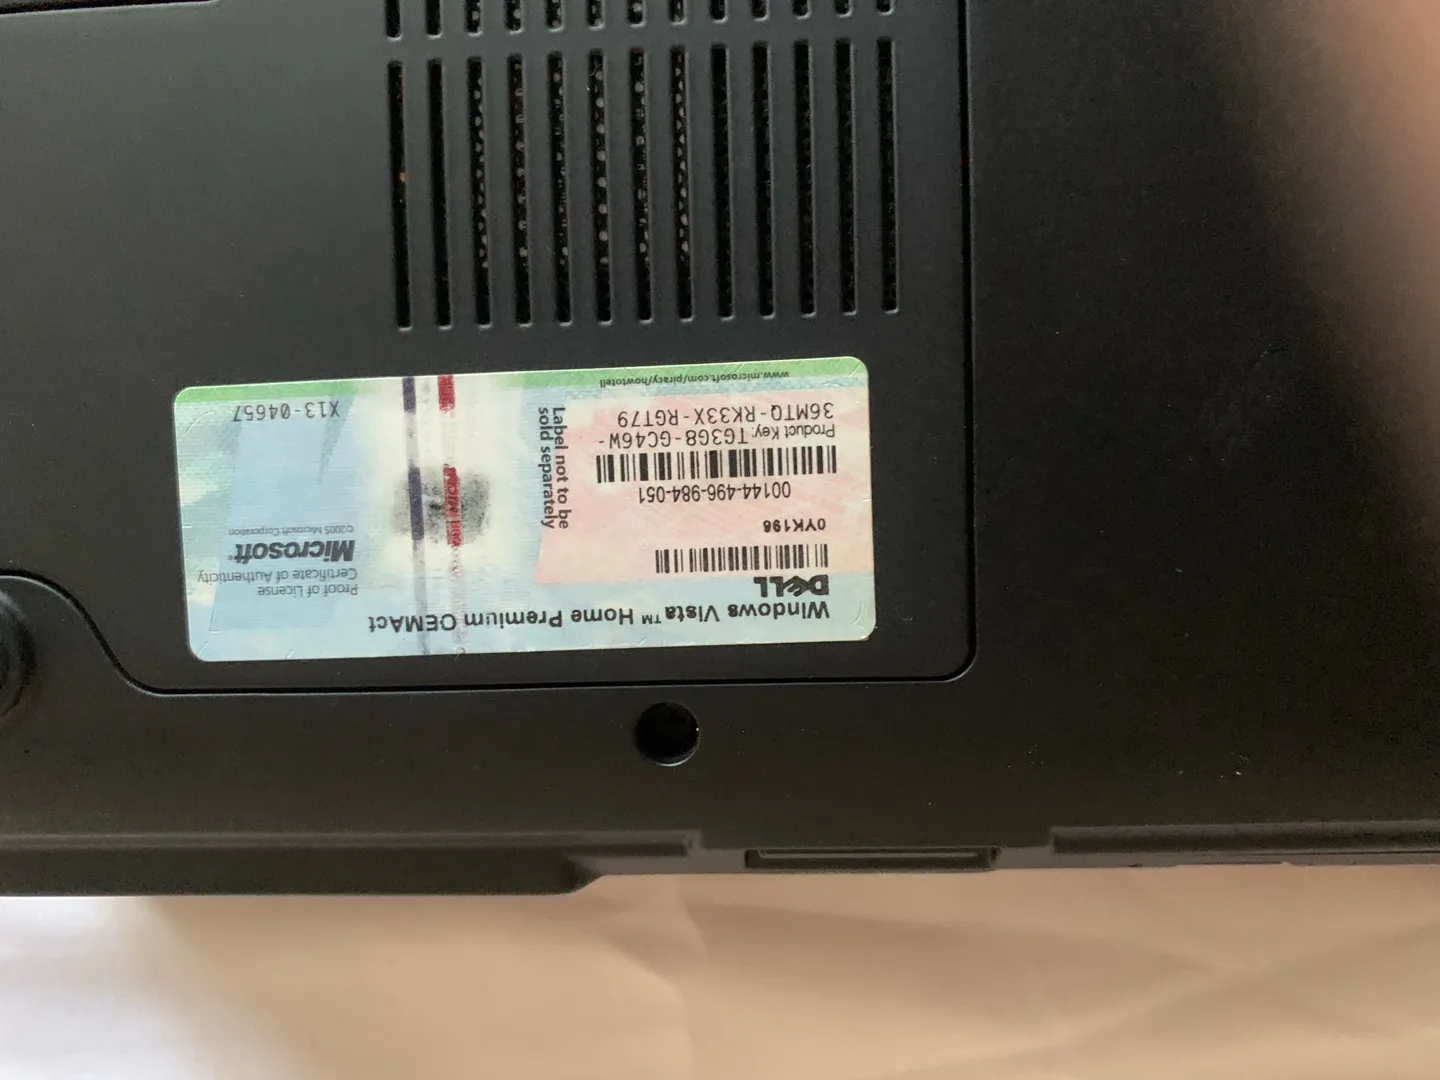 Windows Vista™ Home Premium OEMAct
DELL
0YK196
00144-496-984-051
Product Key: TG3G8-GC46W-
36MTQ-RK33X-RGT79
Label not to be
sold separately
Proof of License
Certificate of Authenticity
Microsoft®
©2005 Microsoft Corporation
X13-04657
www.microsoft.com/piracy/howtotell